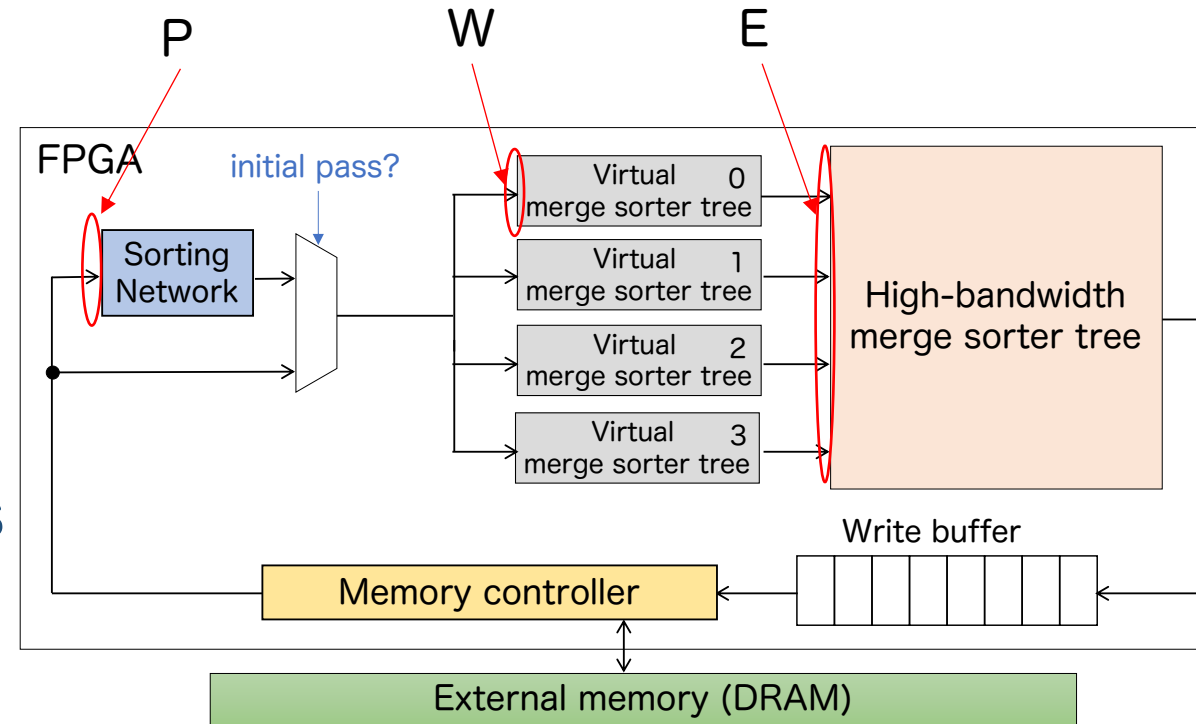 P
W
E
FPGA
initial pass?
Sorting
Network
Virtual 0
merge sorter tree
Virtual 1
merge sorter tree
Virtual 2
merge sorter tree
Virtual 3
merge sorter tree
High-bandwidth
merge sorter tree
Write buffer
Memory controller
External memory (DRAM)